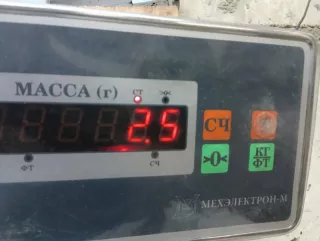 МАССА (г) СТ >|<
2.5
СЧ
>0< КГ
ФТ
ФТ СЧ
МЕХЭЛЕКТРОН-М